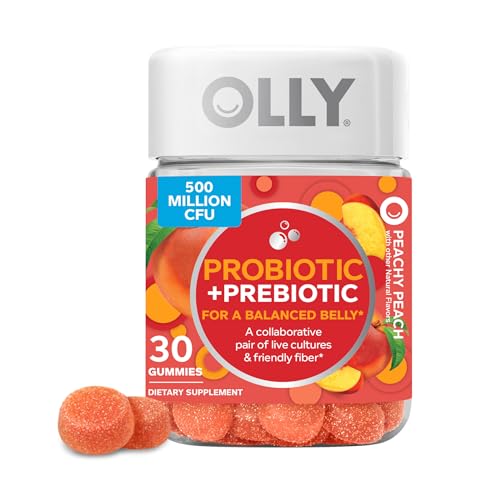 OLLY®
500
MILLION
CFU
PROBIOTIC
+PREBIOTIC
FOR A BALANCED BELLY*
A collaborative
pair of live cultures
& friendly fiber*
30
GUMMIES
DIETARY SUPPLEMENT
PEACHY PEACH
with other Natural Flavors